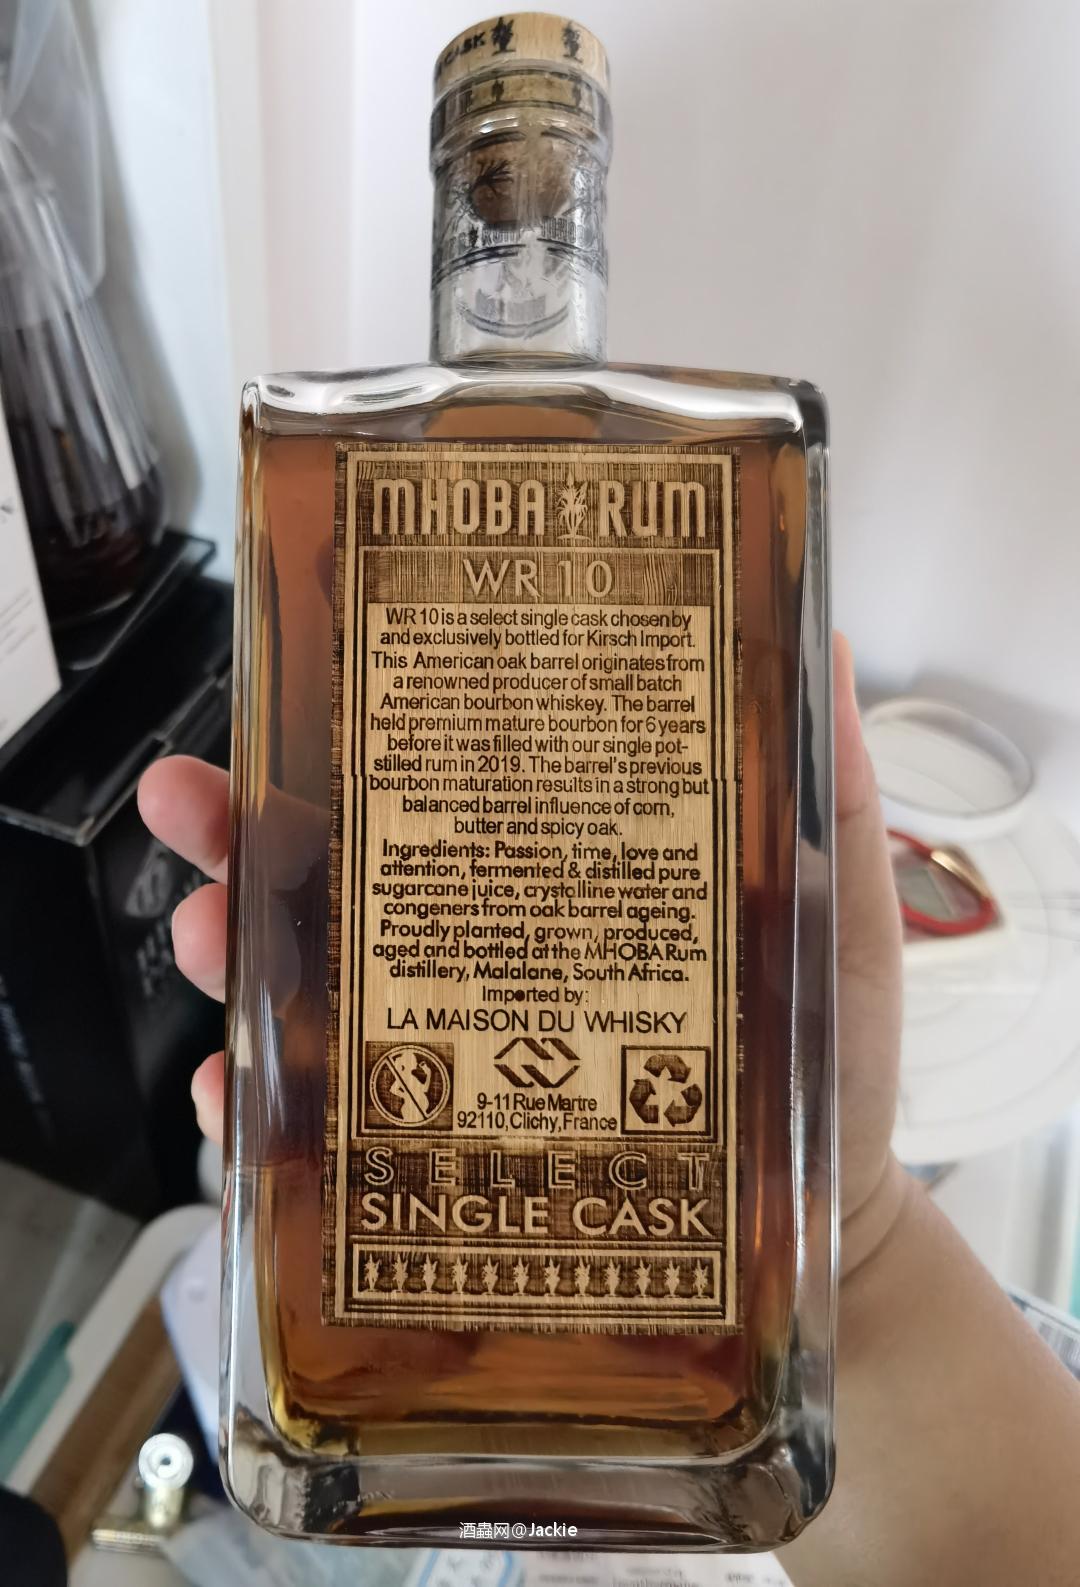 CASK
MHOBA RUM
WR 10
WR 10 is a select single cask chosen by
and exclusively bottled for Kirsch Import.
This American oak barrel originates from
a renowned producer of small batch
American bourbon whiskey. The barrel
held premium mature bourbon for 6 years
before it was filled with our single pot-
stilled rum in 2019. The barrel's previous
bourbon maturation results in a strong but
balanced barrel influence of corn,
butter and spicy oak.
Ingredients: Passion, time, love and
attention, fermented & distilled pure
sugarcane juice, crystalline water and
congeners from oak barrel ageing.
Proudly planted, grown, produced,
aged and bottled at the MHOBA Rum
distillery, Malalane, South Africa.
Imported by:
LA MAISON DU WHISKY
9-11 Rue Martre
92110, Clichy, France
SELECT
SINGLE CASK
酒蟲网@Jackie